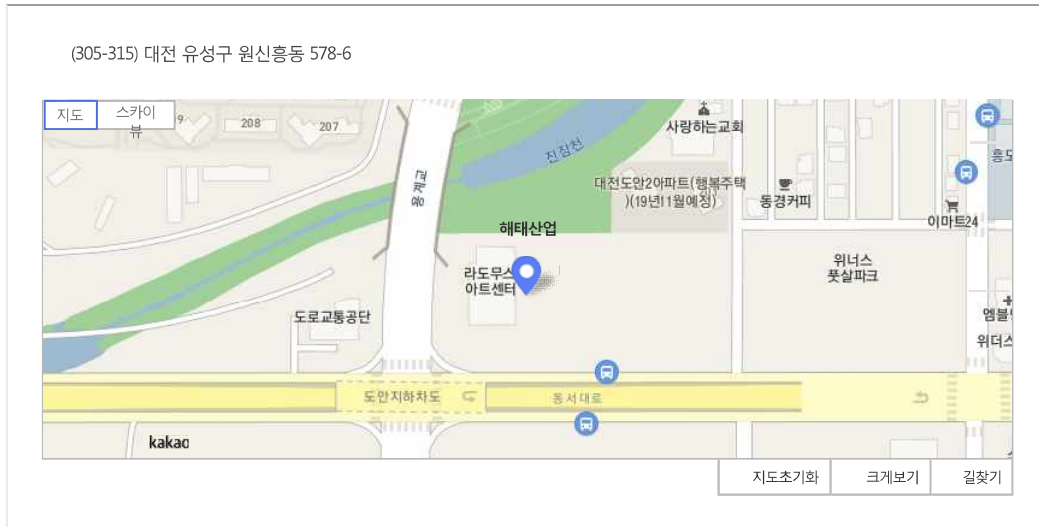 (305-315) 대전 유성구 원신흥동 578-6
지도
스카이
뷰
9
208
207
용계교
진잠천
사랑하는교회
대전도안2아파트(행복주택
)(19년11월예정)
동경커피
이마트24
해태산업
라도무스
아트센터
위너스
풋살파크
도로교통공단
위더스
도안지하차도
동서대로
kakao
지도초기화
크게보기
길찾기